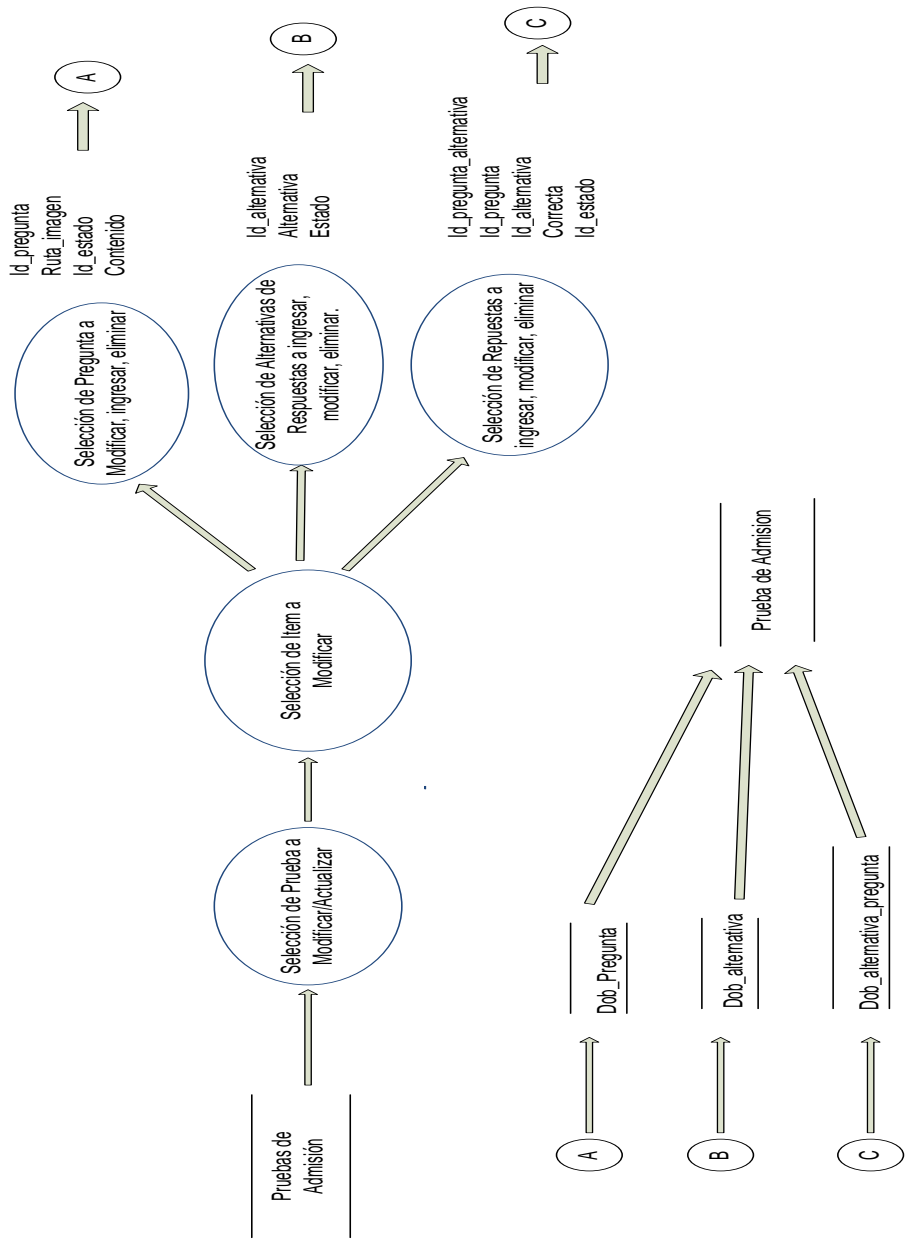 Pruebas de
Admisión
Selección de Prueba a
Modificar/Actualizar
Selección de Item a
Modificar
Selección de Pregunta a
Modificar, ingresar, eliminar
Id_pregunta
Ruta_imagen
Id_estado
Contenido
A
Selección de Alternativas de
Respuestas a ingresar,
modificar, eliminar.
Id_alternativa
Alternativa
Estado
B
Selección de Repuestas a
ingresar, modificar, eliminar
Id_pregunta_alternativa
Id_pregunta
Id_alternativa
Correcta
Id_estado
C
A
Dob_Pregunta
B
Dob_alternativa
C
Dob_alternativa_pregunta
Prueba de Admision